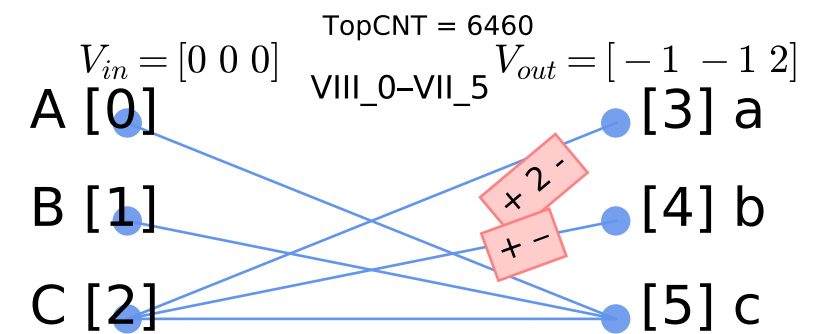 TopCNT = 6460
V_in = [0 0 0]
V_out = [−1 −1 2]
VIII_0–VII_5
A [0]
[3] a
+ 2 -
B [1]
[4] b
+ −
C [2]
[5] c